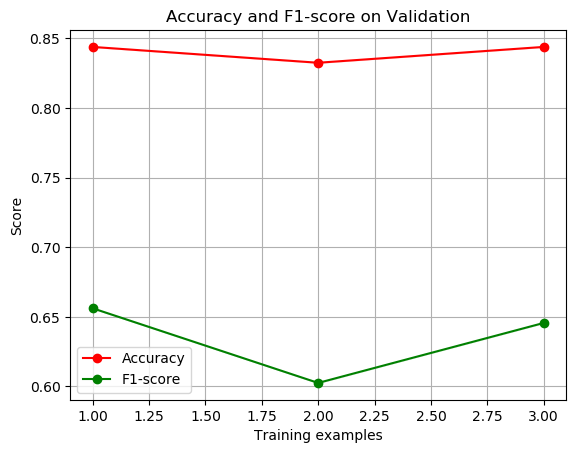 Accuracy and F1-score on Validation
0.85
0.80
0.75
0.70
0.65
0.60
Score
Accuracy
F1-score
1.00 1.25 1.50 1.75 2.00 2.25 2.50 2.75 3.00
Training examples